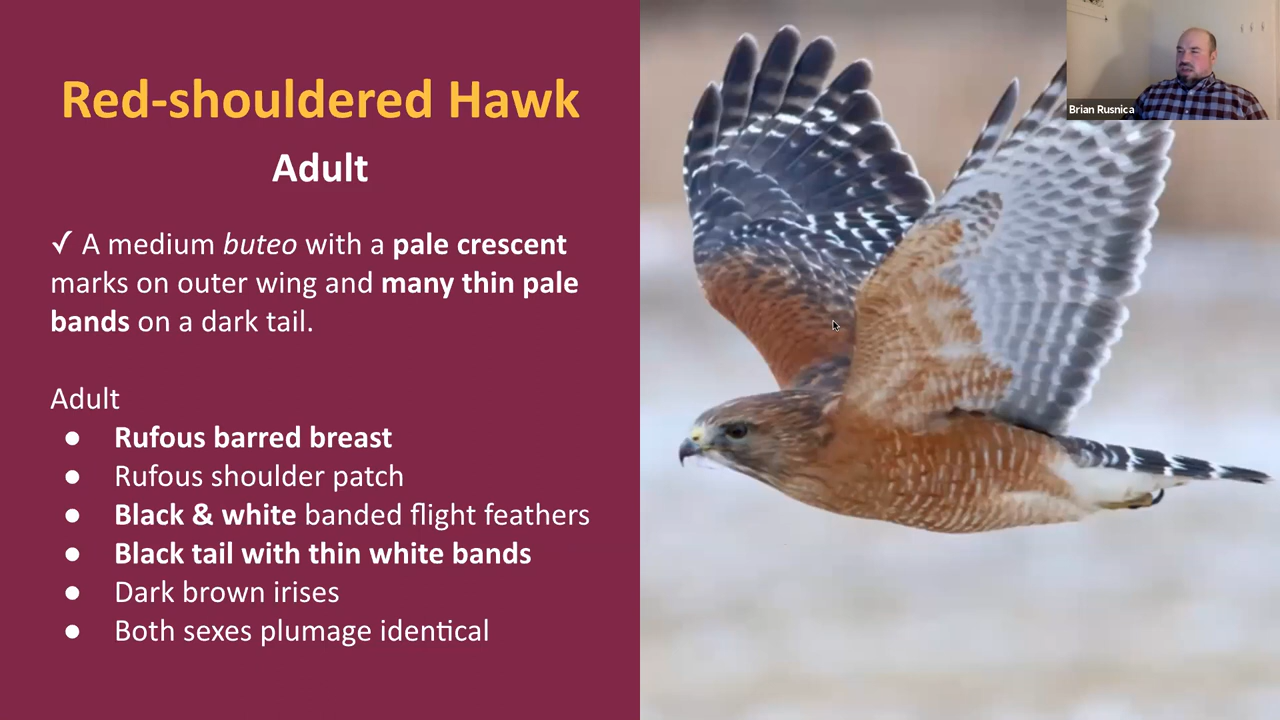 Red-shouldered Hawk
Adult
✓ A medium buteo with a pale crescent
marks on outer wing and many thin pale
bands on a dark tail.
Adult
● Rufous barred breast
● Rufous shoulder patch
● Black & white banded flight feathers
● Black tail with thin white bands
● Dark brown irises
● Both sexes plumage identical
Brian Rusnica